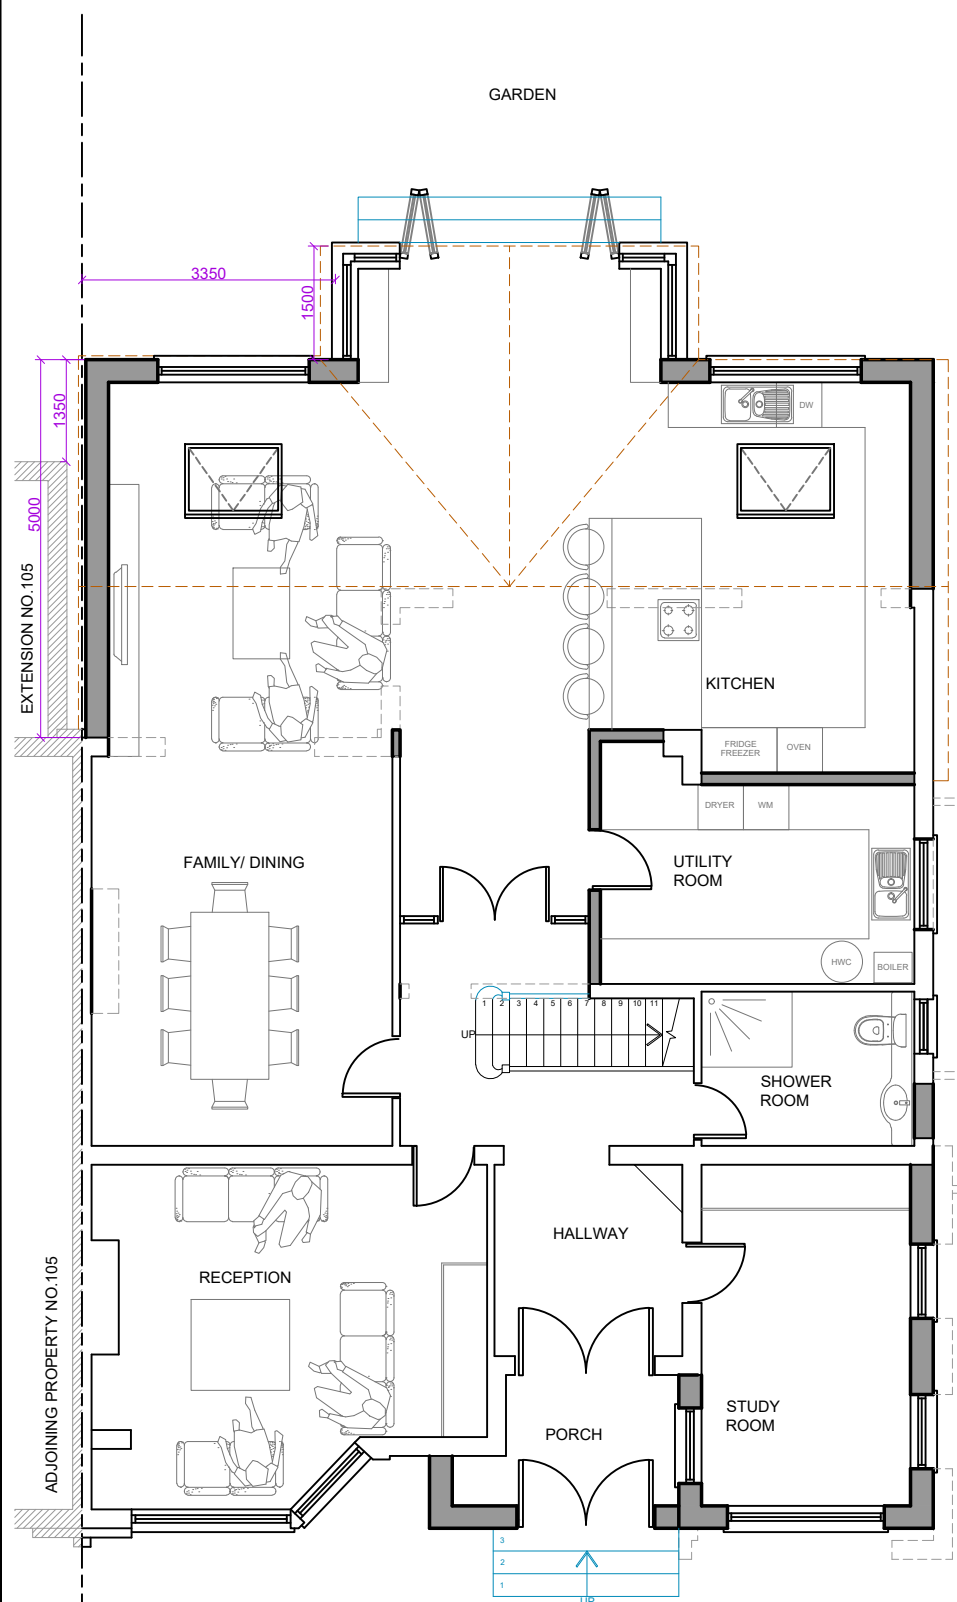 GARDEN
3350
1500
1350
5000
DW
EXTENSION NO.105
KITCHEN
FRIDGE
FREEZER
OVEN
DRYER
WM
FAMILY/ DINING
UTILITY
ROOM
HWC
BOILER
1 2 3 4 5 6 7 8 9 10 11
UP
SHOWER
ROOM
HALLWAY
RECEPTION
ADJOINING PROPERTY NO.105
STUDY
ROOM
PORCH
3
2
1
UP